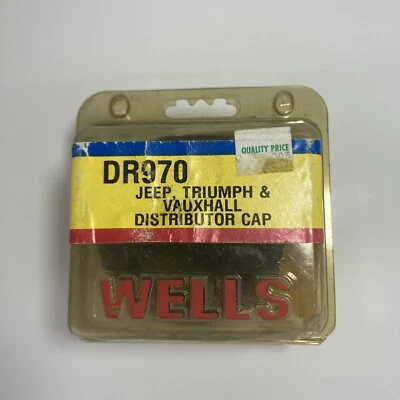 QUALITY PRICE
DR970
JEEP, TRIUMPH &
VAUXHALL
DISTRIBUTOR CAP
WELLS